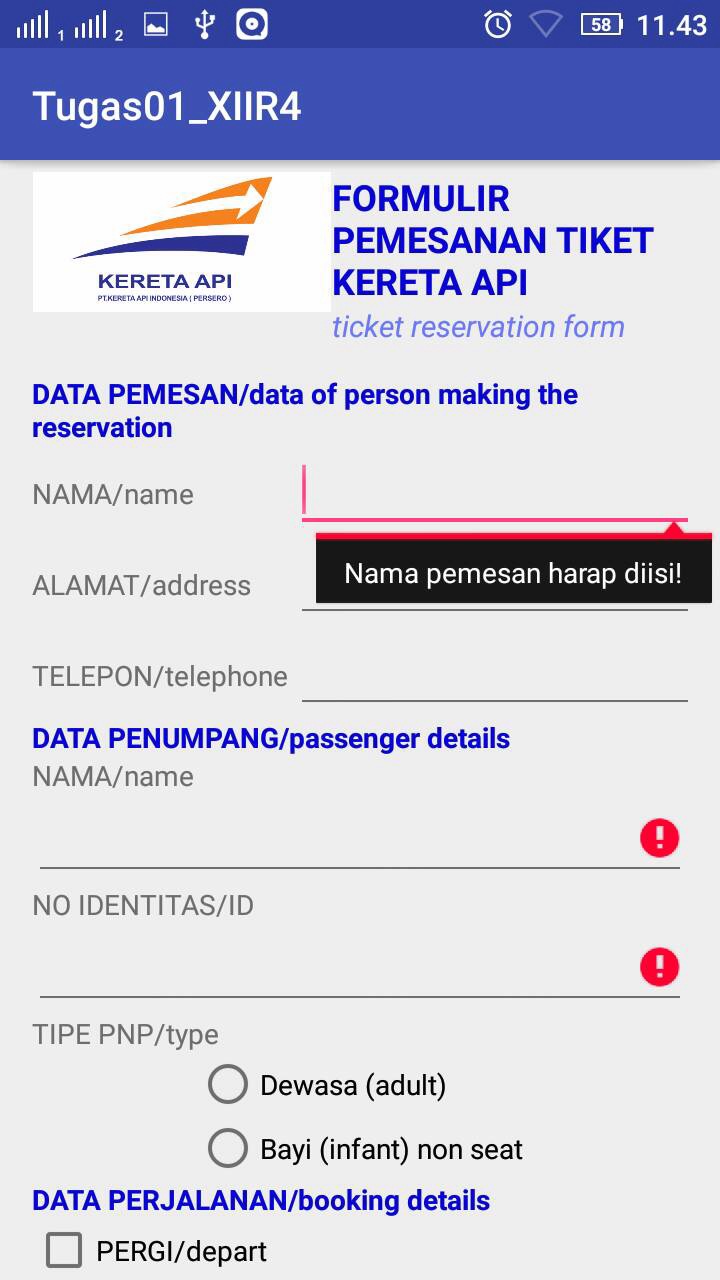 1 2 58 11.43
Tugas01_XIIR4
KERETA API
PT.KERETA API INDONESIA ( PERSERO )
FORMULIR
PEMESANAN TIKET
KERETA API
ticket reservation form
DATA PEMESAN/data of person making the
reservation
NAMA/name
Nama pemesan harap diisi!
ALAMAT/address
TELEPON/telephone
DATA PENUMPANG/passenger details
NAMA/name
NO IDENTITAS/ID
TIPE PNP/type
Dewasa (adult)
Bayi (infant) non seat
DATA PERJALANAN/booking details
PERGI/depart